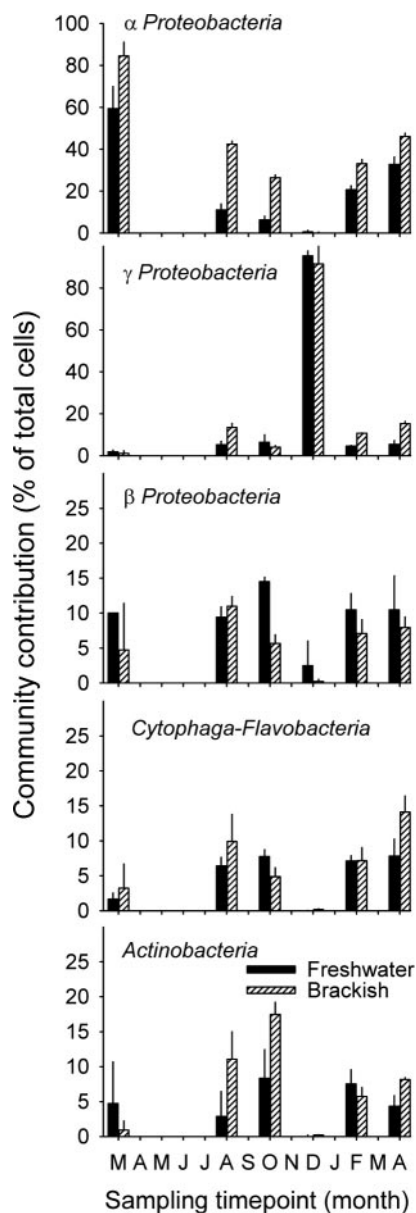 Community contribution (% of total cells)
α Proteobacteria
100
80
60
40
20
0
γ Proteobacteria
80
60
40
20
0
β Proteobacteria
25
20
15
10
5
0
Cytophaga-Flavobacteria
25
20
15
10
5
0
Actinobacteria
Freshwater
Brackish
25
20
15
10
5
0
M A M J J A S O N D J F M A
Sampling timepoint (month)